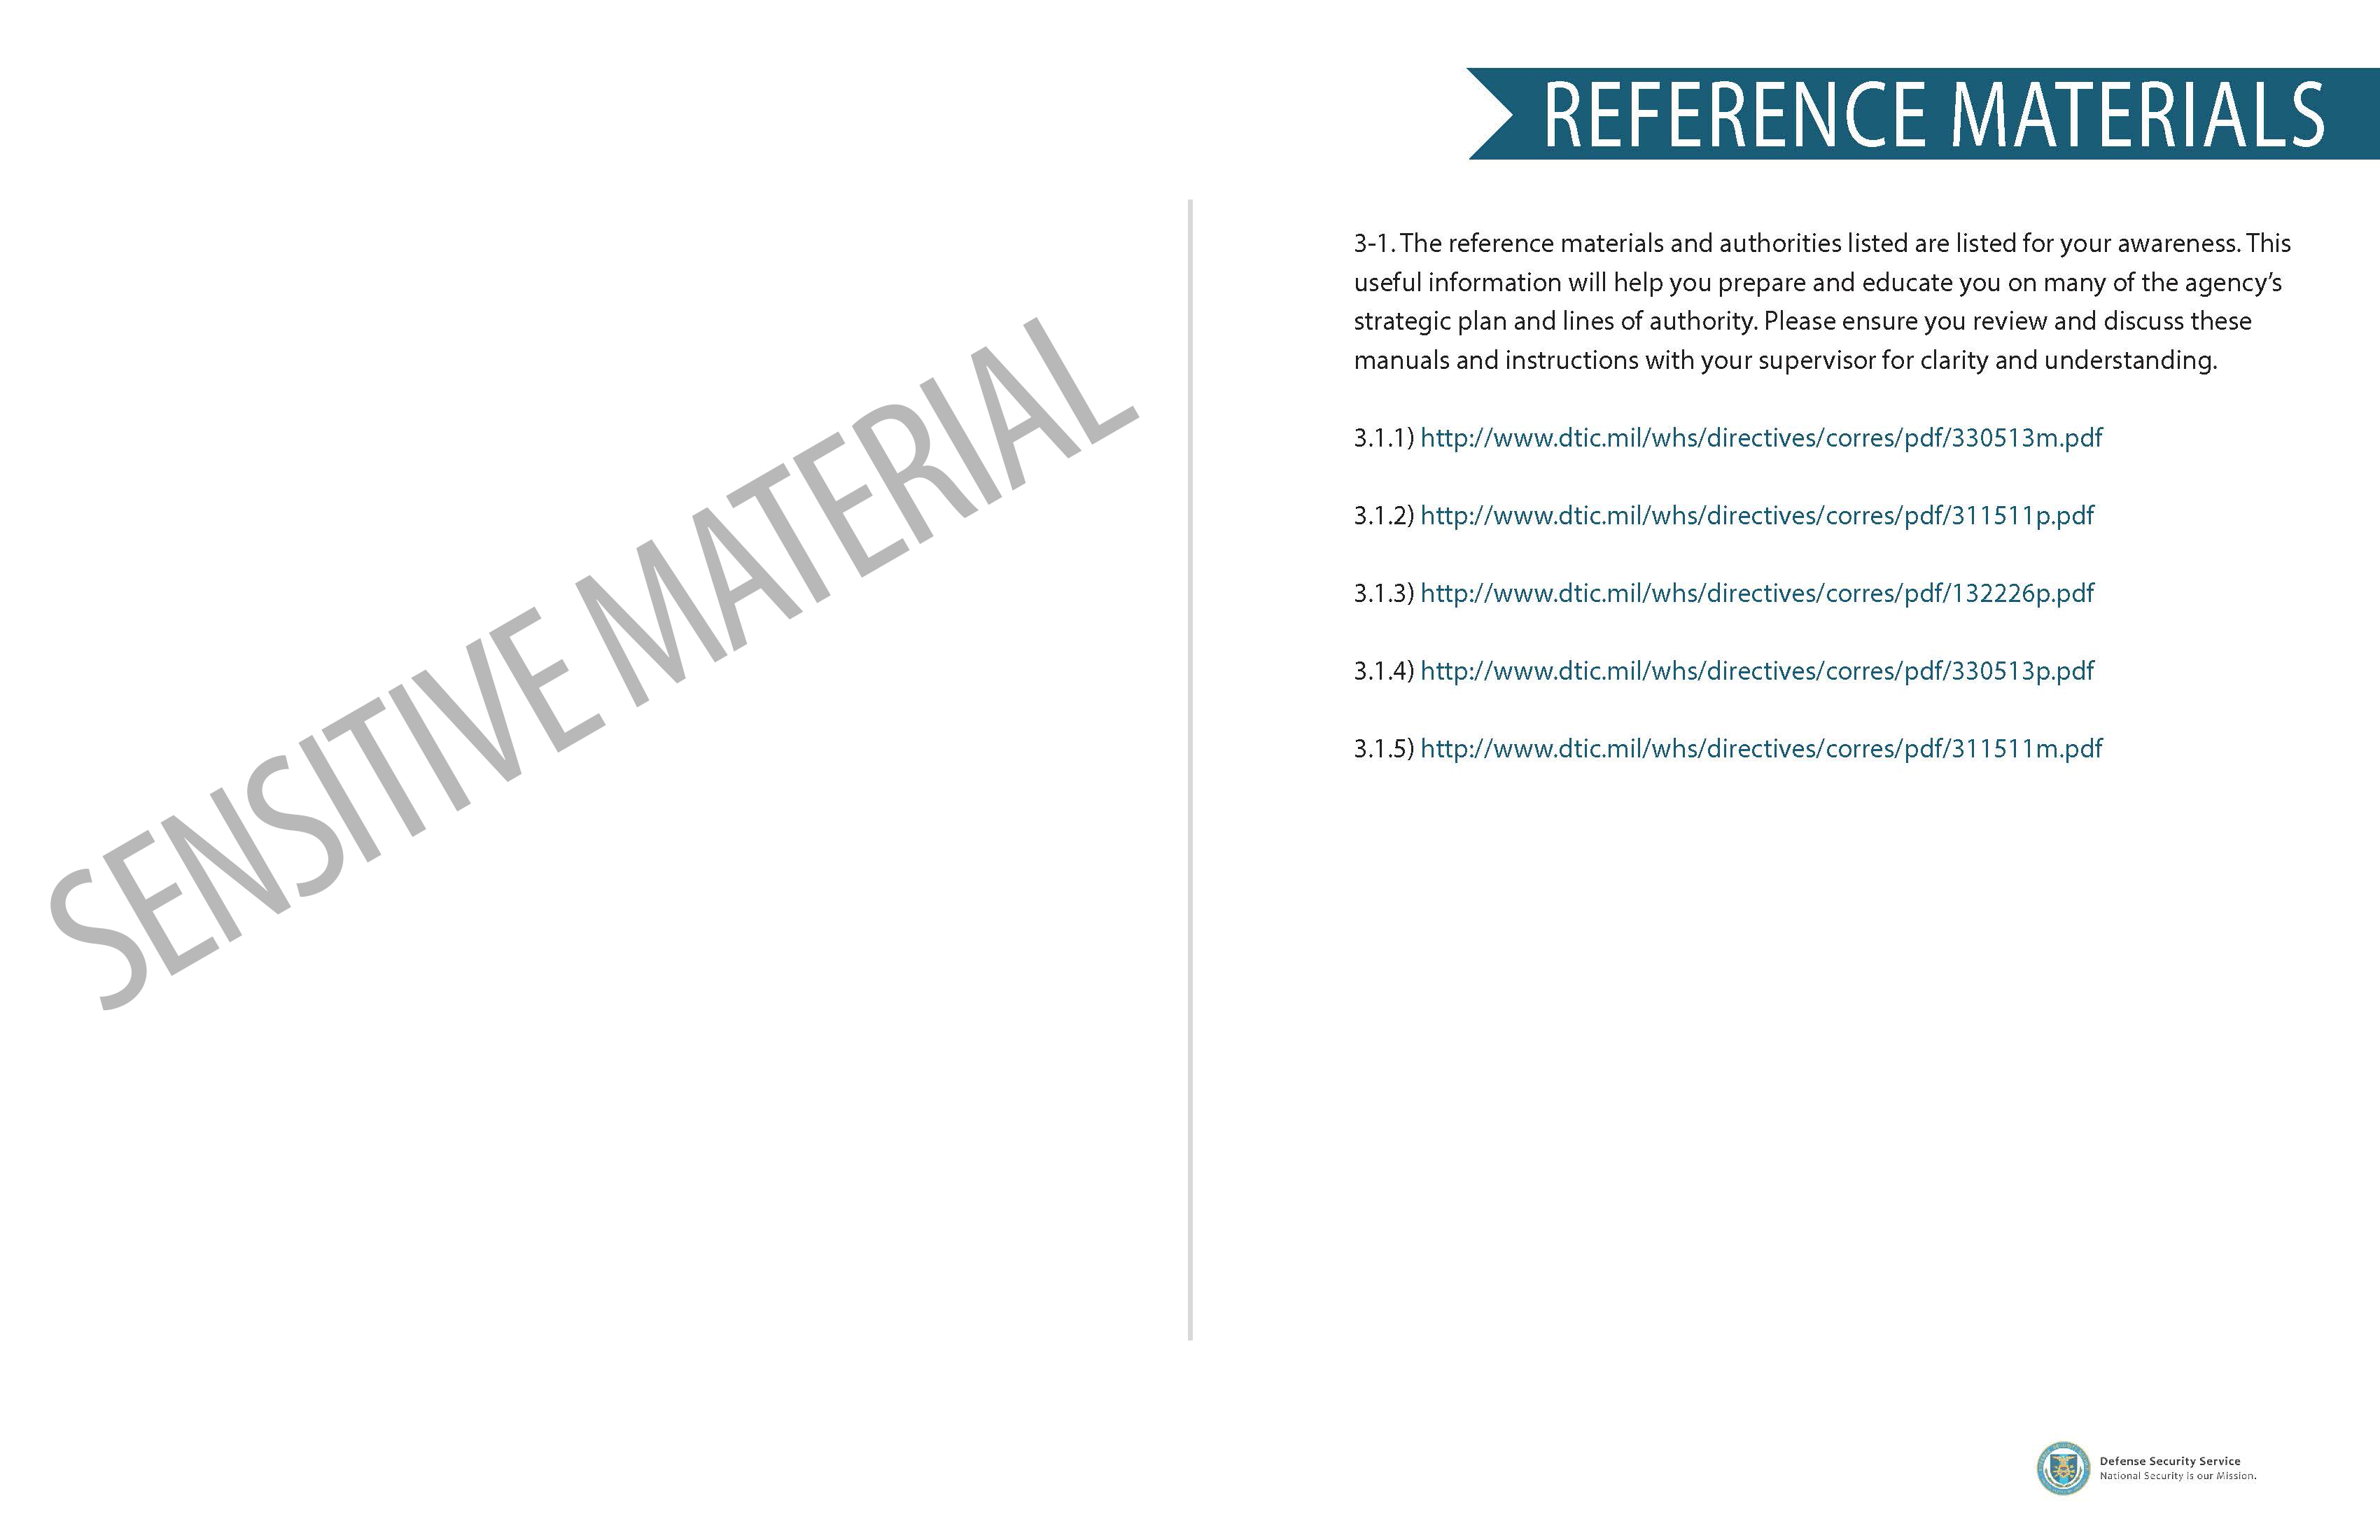 SENSITIVE MATERIAL
REFERENCE MATERIALS
3-1. The reference materials and authorities listed are listed for your awareness. This
useful information will help you prepare and educate you on many of the agency’s
strategic plan and lines of authority. Please ensure you review and discuss these
manuals and instructions with your supervisor for clarity and understanding.
3.1.1) http://www.dtic.mil/whs/directives/corres/pdf/330513m.pdf
3.1.2) http://www.dtic.mil/whs/directives/corres/pdf/311511p.pdf
3.1.3) http://www.dtic.mil/whs/directives/corres/pdf/132226p.pdf
3.1.4) http://www.dtic.mil/whs/directives/corres/pdf/330513p.pdf
3.1.5) http://www.dtic.mil/whs/directives/corres/pdf/311511m.pdf
Defense Security Service
National Security is our Mission.